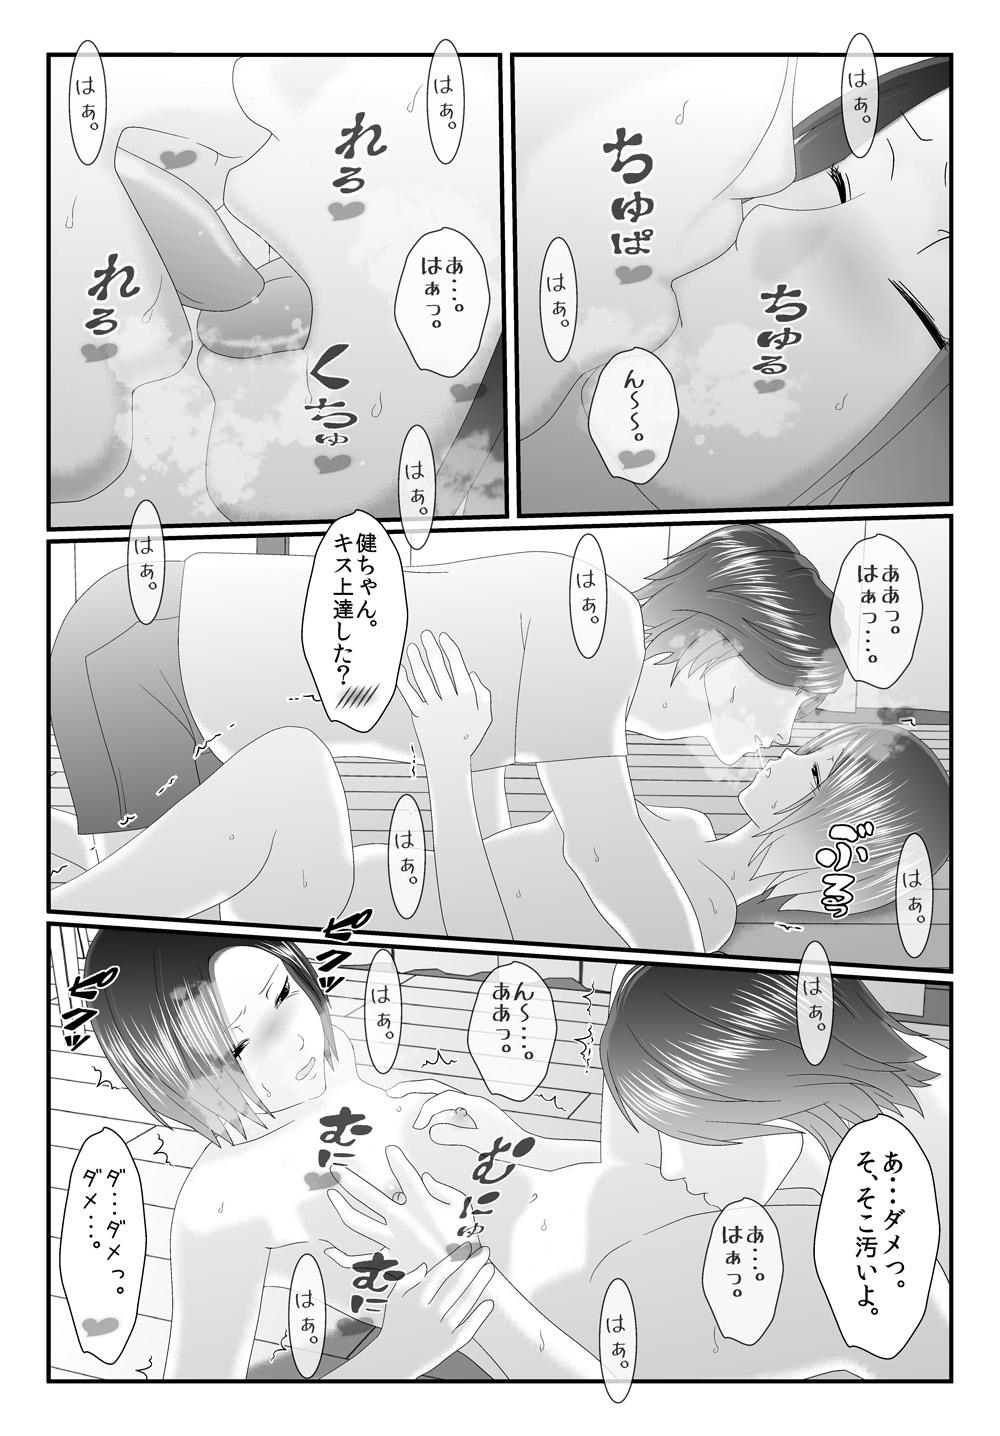 はぁ。
ちゅぱ
ちゅる
はぁ。
ん～～。
はぁ。
れろ
はぁ。
あ…。
はぁっ。
れろ
くちゅ
はぁ。
ああっ。
はぁっ…。
はぁ。
健ちゃん。
キス上達した？
はぁ。
はぁ。
ぶるっ
はぁ。
はぁ。
あ…ダメっ。
そ、そこ汚いよ。
ん～…。
ああっ。
あ…。
はぁっ。
はぁ。
ピクッ
ピクッ
むに
むにゅ
むに
はぁ。
はぁ。
ダ…ダメっ。
ダメ…。